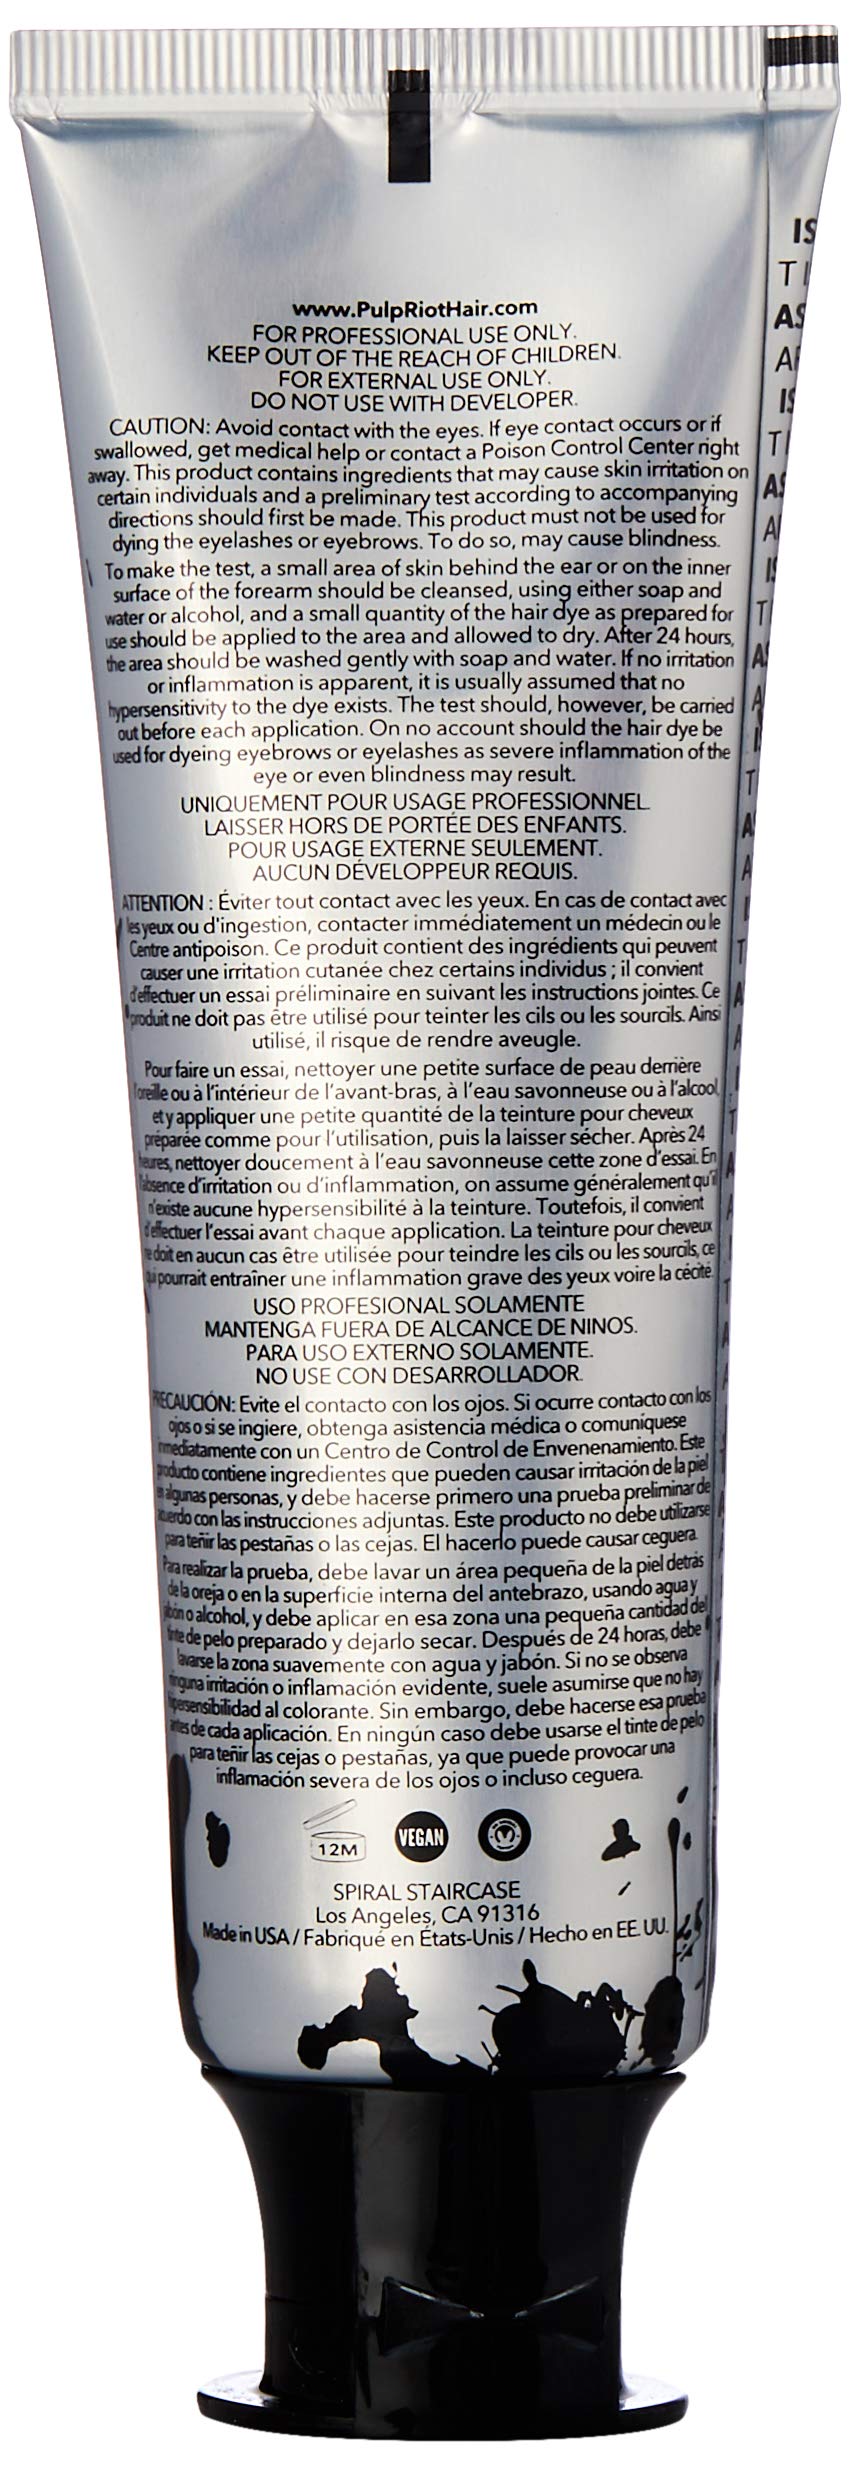 www.PulpRiotHair.com
FOR PROFESSIONAL USE ONLY.
KEEP OUT OF THE REACH OF CHILDREN.
FOR EXTERNAL USE ONLY.
DO NOT USE WITH DEVELOPER.
CAUTION: Avoid contact with the eyes. If eye contact occurs or if
swallowed, get medical help or contact a Poison Control Center right
away. This product contains ingredients that may cause skin irritation on
certain individuals and a preliminary test according to accompanying
directions should first be made. This product must not be used for
dying the eyelashes or eyebrows. To do so, may cause blindness.
To make the test, a small area of skin behind the ear or on the inner
surface of the forearm should be cleansed, using either soap and
water or alcohol, and a small quantity of the hair dye as prepared for
use should be applied to the area and allowed to dry. After 24 hours,
the area should be washed gently with soap and water. If no irritation
or inflammation is apparent, it is usually assumed that no
hypersensitivity to the dye exists. The test should, however, be carried
out before each application. On no account should the hair dye be
used for dyeing eyebrows or eyelashes as severe inflammation of the
eye or even blindness may result.
UNIQUEMENT POUR USAGE PROFESSIONNEL
LAISSER HORS DE PORTÉE DES ENFANTS.
POUR USAGE EXTERNE SEULEMENT.
AUCUN DÉVELOPPEUR REQUIS.
ATTENTION : Éviter tout contact avec les yeux. En cas de contact avec
les yeux ou d'ingestion, contacter immédiatement un médecin ou le
Centre antipoison. Ce produit contient des ingrédients qui peuvent
causer une irritation cutanée chez certains individus ; il convient
d'effectuer un essai préliminaire en suivant les instructions jointes. Ce
produit ne doit pas être utilisé pour teinter les cils ou les sourcils. Ainsi
utilisé, il risque de rendre aveugle.
Pour faire un essai, nettoyer une petite surface de peau derrière
l'oreille ou à l'intérieur de l'avant-bras, à l'eau savonneuse ou à l'alcool,
et y appliquer une petite quantité de la teinture pour cheveux
préparée comme pour l'utilisation, puis la laisser sécher. Après 24
heures, nettoyer doucement à l'eau savonneuse cette zone d'essai. En
l'absence d'irritation ou d'inflammation, on assume généralement qu'il
n'existe aucune hypersensibilité à la teinture. Toutefois, il convient
d'effectuer l'essai avant chaque application. La teinture pour cheveux
ne doit en aucun cas être utilisée pour teindre les cils ou les sourcils, ce
qui pourrait entraîner une inflammation grave des yeux voire la cécité.
USO PROFESIONAL SOLAMENTE
MANTENGA FUERA DE ALCANCE DE NINOS.
PARA USO EXTERNO SOLAMENTE.
NO USE CON DESARROLLADOR.
PRECAUCIÓN: Evite el contacto con los ojos. Si ocurre contacto con los
ojos o si se ingiere, obtenga asistencia médica o comuníquese
inmediatamente con un Centro de Control de Envenenamiento. Este
producto contiene ingredientes que pueden causar irritación de la piel
en algunas personas, y debe hacerse primero una prueba preliminar de
acuerdo con las instrucciones adjuntas. Este producto no debe utilizarse
para teñir las pestañas o las cejas. El hacerlo puede causar ceguera.
Para realizar la prueba, debe lavar un área pequeña de la piel detrás
de la oreja o en la superficie interna del antebrazo, usando agua y
jabón o alcohol, y debe aplicar en esa zona una pequeña cantidad del
tinte de pelo preparado y dejarlo secar. Después de 24 horas, debe
lavarse la zona suavemente con agua y jabón. Si no se observa
ninguna irritación o inflamación evidente, suele asumirse que no hay
hipersensibilidad al colorante. Sin embargo, debe hacerse esa prueba
antes de cada aplicación. En ningún caso debe usarse el tinte de pelo
para teñir las cejas o pestañas, ya que puede provocar una
inflamación severa de los ojos o incluso ceguera.
12M
VEGAN
SPIRAL STAIRCASE
Los Angeles, CA 91316
Made in USA / Fabriqué en États-Unis / Hecho en EE. UU.